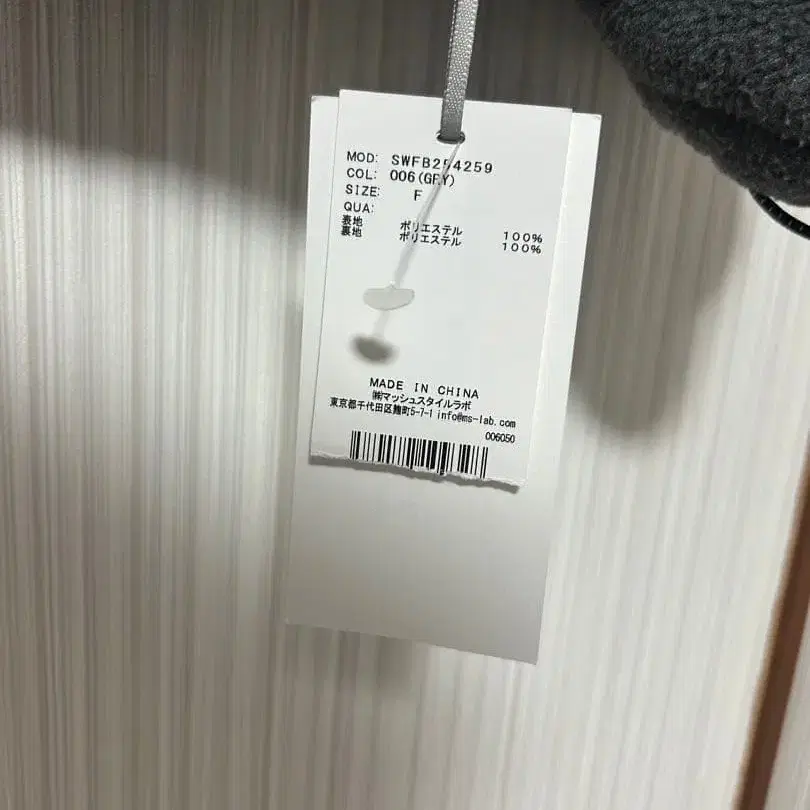 MOD: SWFB254259
COL: 006(GRY)
SIZE: F
QUA:
表地 ポリエステル 100%
裏地 ポリエステル 100%
MADE IN CHINA
㈱マッシュスタイルラボ
東京都千代田区麹町5-7-1 info@ms-lab.com
006050